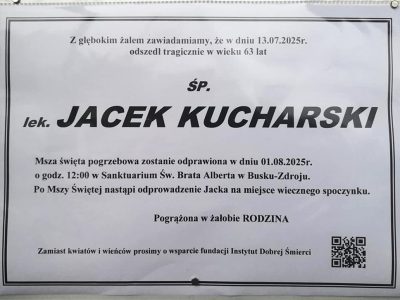 Z głębokim żalem zawiadamiamy, że w dniu 13.07.2025r.
odszedł tragicznie w wieku 63 lat
ŚP.
lek. JACEK KUCHARSKI
Msza święta pogrzebowa zostanie odprawiona w dniu 01.08.2025r.
o godz. 12:00 w Sanktuarium Św. Brata Alberta w Busku-Zdroju.
Po Mszy Świętej nastąpi odprowadzenie Jacka na miejsce wiecznego spoczynku.
Pogrążona w żałobie RODZINA
Zamiast kwiatów i wieńców prosimy o wsparcie fundacji Instytut Dobrej Śmierci